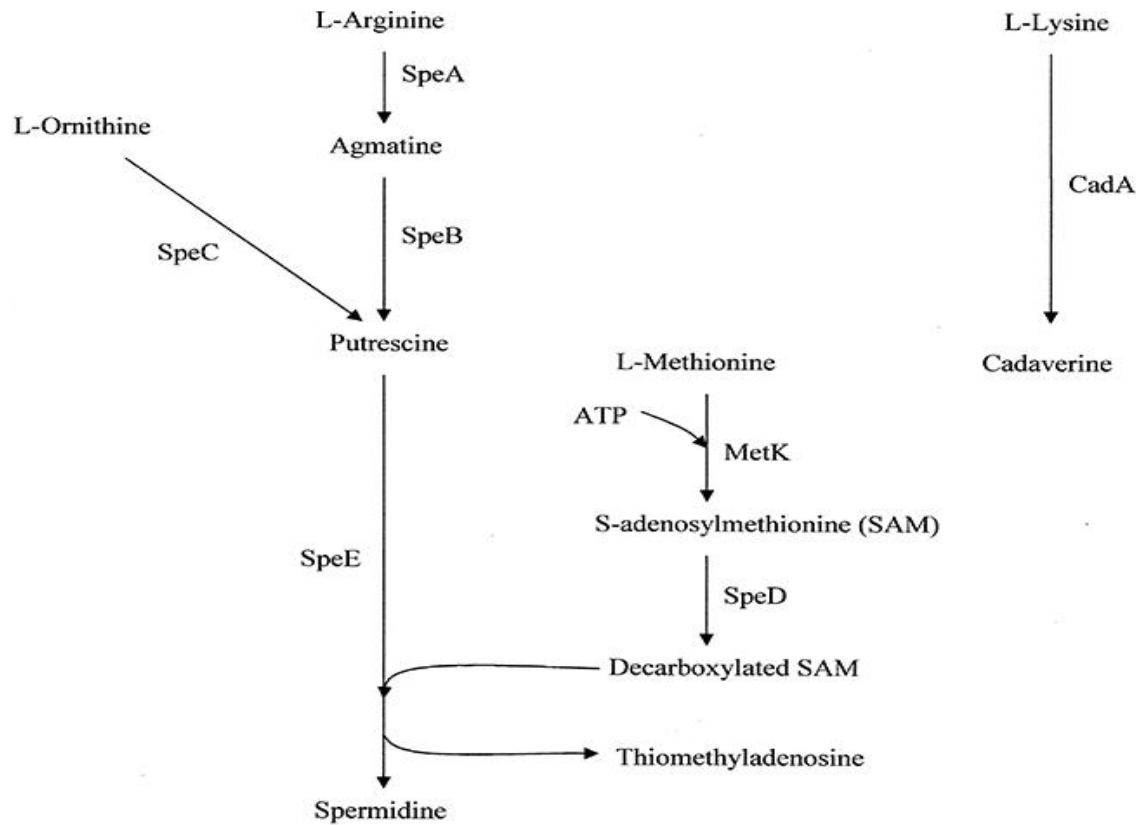 L-Arginine
L-Lysine
SpeA
L-Ornithine
Agmatine
CadA
SpeB
SpeC
Putrescine
L-Methionine
Cadaverine
ATP
MetK
S-adenosylmethionine (SAM)
SpeE
SpeD
Decarboxylated SAM
Thiomethyladenosine
Spermidine